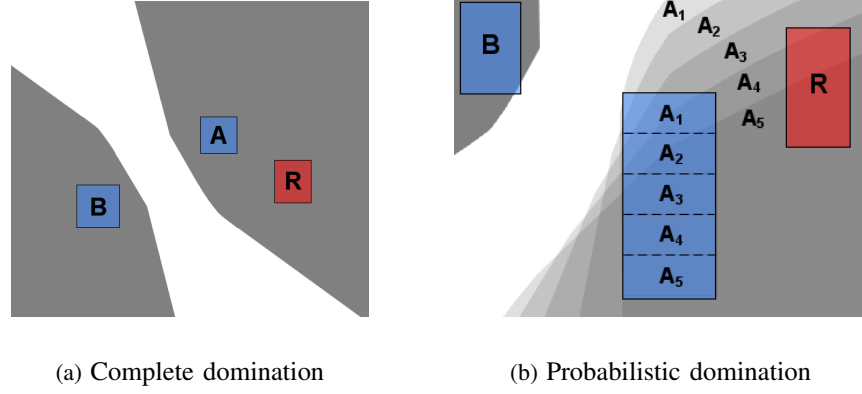 A
B
R
(a) Complete domination
B
A₁
A₂
A₃
A₄
A₅
R
A₁
A₂
A₃
A₄
A₅
(b) Probabilistic domination